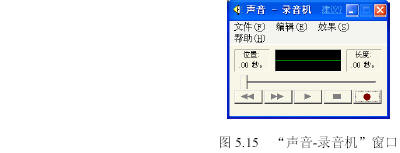 声音 - 录音机
文件(F) 编辑(E) 效果(S)
帮助(H)
位置: 长度:
.00 秒。 .00 秒。
图 5.15 “声音-录音机”窗口